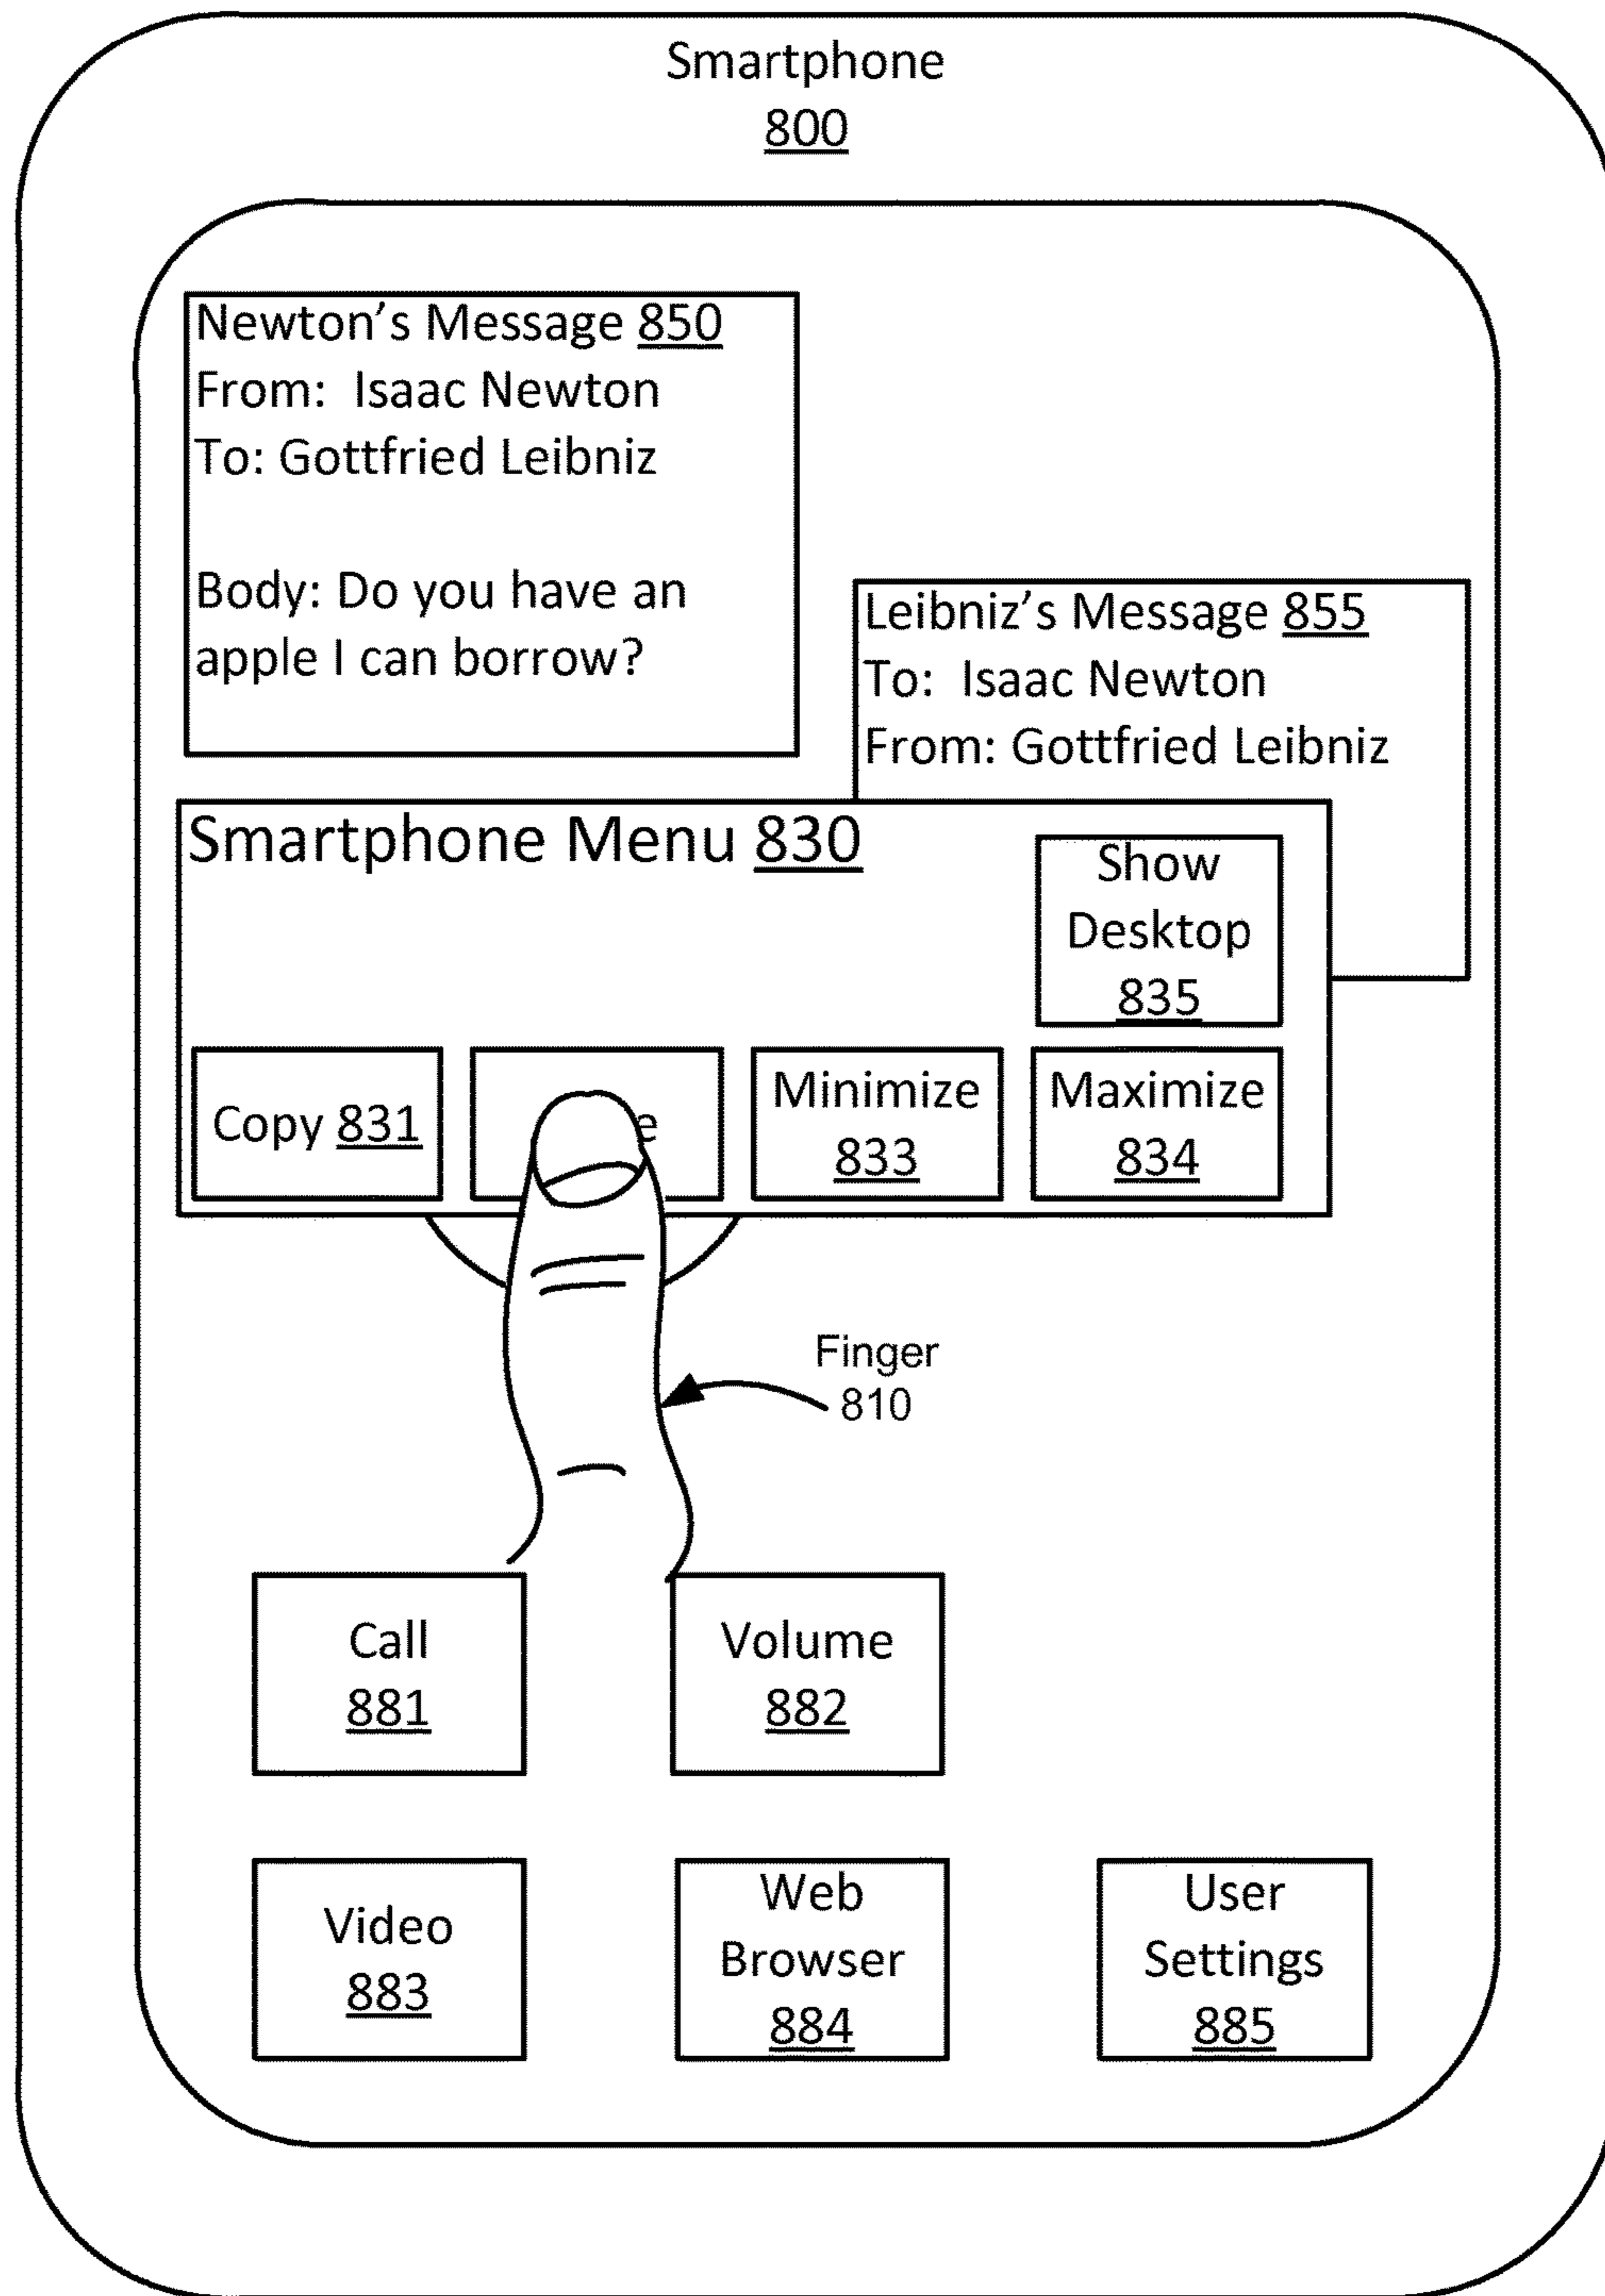 Smartphone
800
Newton's Message 850
From: Isaac Newton
To: Gottfried Leibniz
Body: Do you have an
apple I can borrow?
Leibniz's Message 855
To: Isaac Newton
From: Gottfried Leibniz
Smartphone Menu 830
Show
Desktop
835
Copy 831
Minimize
833
Maximize
834
Finger
810
Call
881
Volume
882
Video
883
Web
Browser
884
User
Settings
885